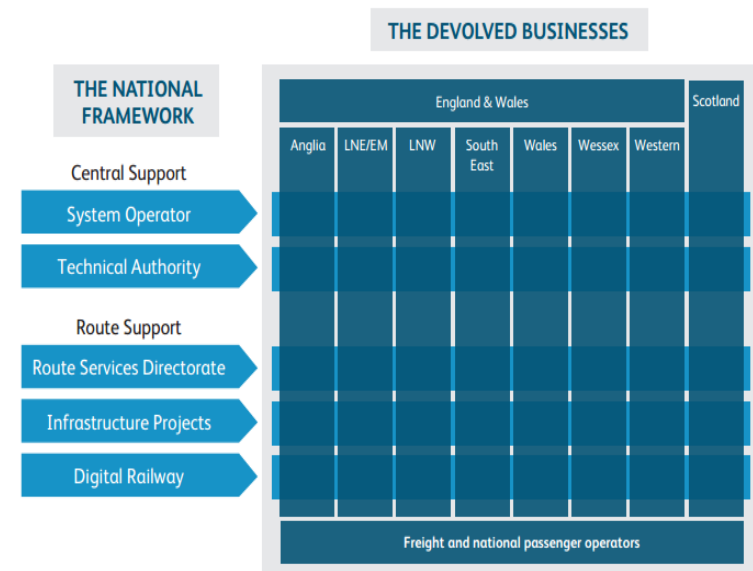 THE DEVOLVED BUSINESSES
THE NATIONAL
FRAMEWORK
England & Wales
Scotland
Anglia
LNE/EM
LNW
South
East
Wales
Wessex
Western
Central Support
System Operator
Technical Authority
Route Support
Route Services Directorate
Infrastructure Projects
Digital Railway
Freight and national passenger operators